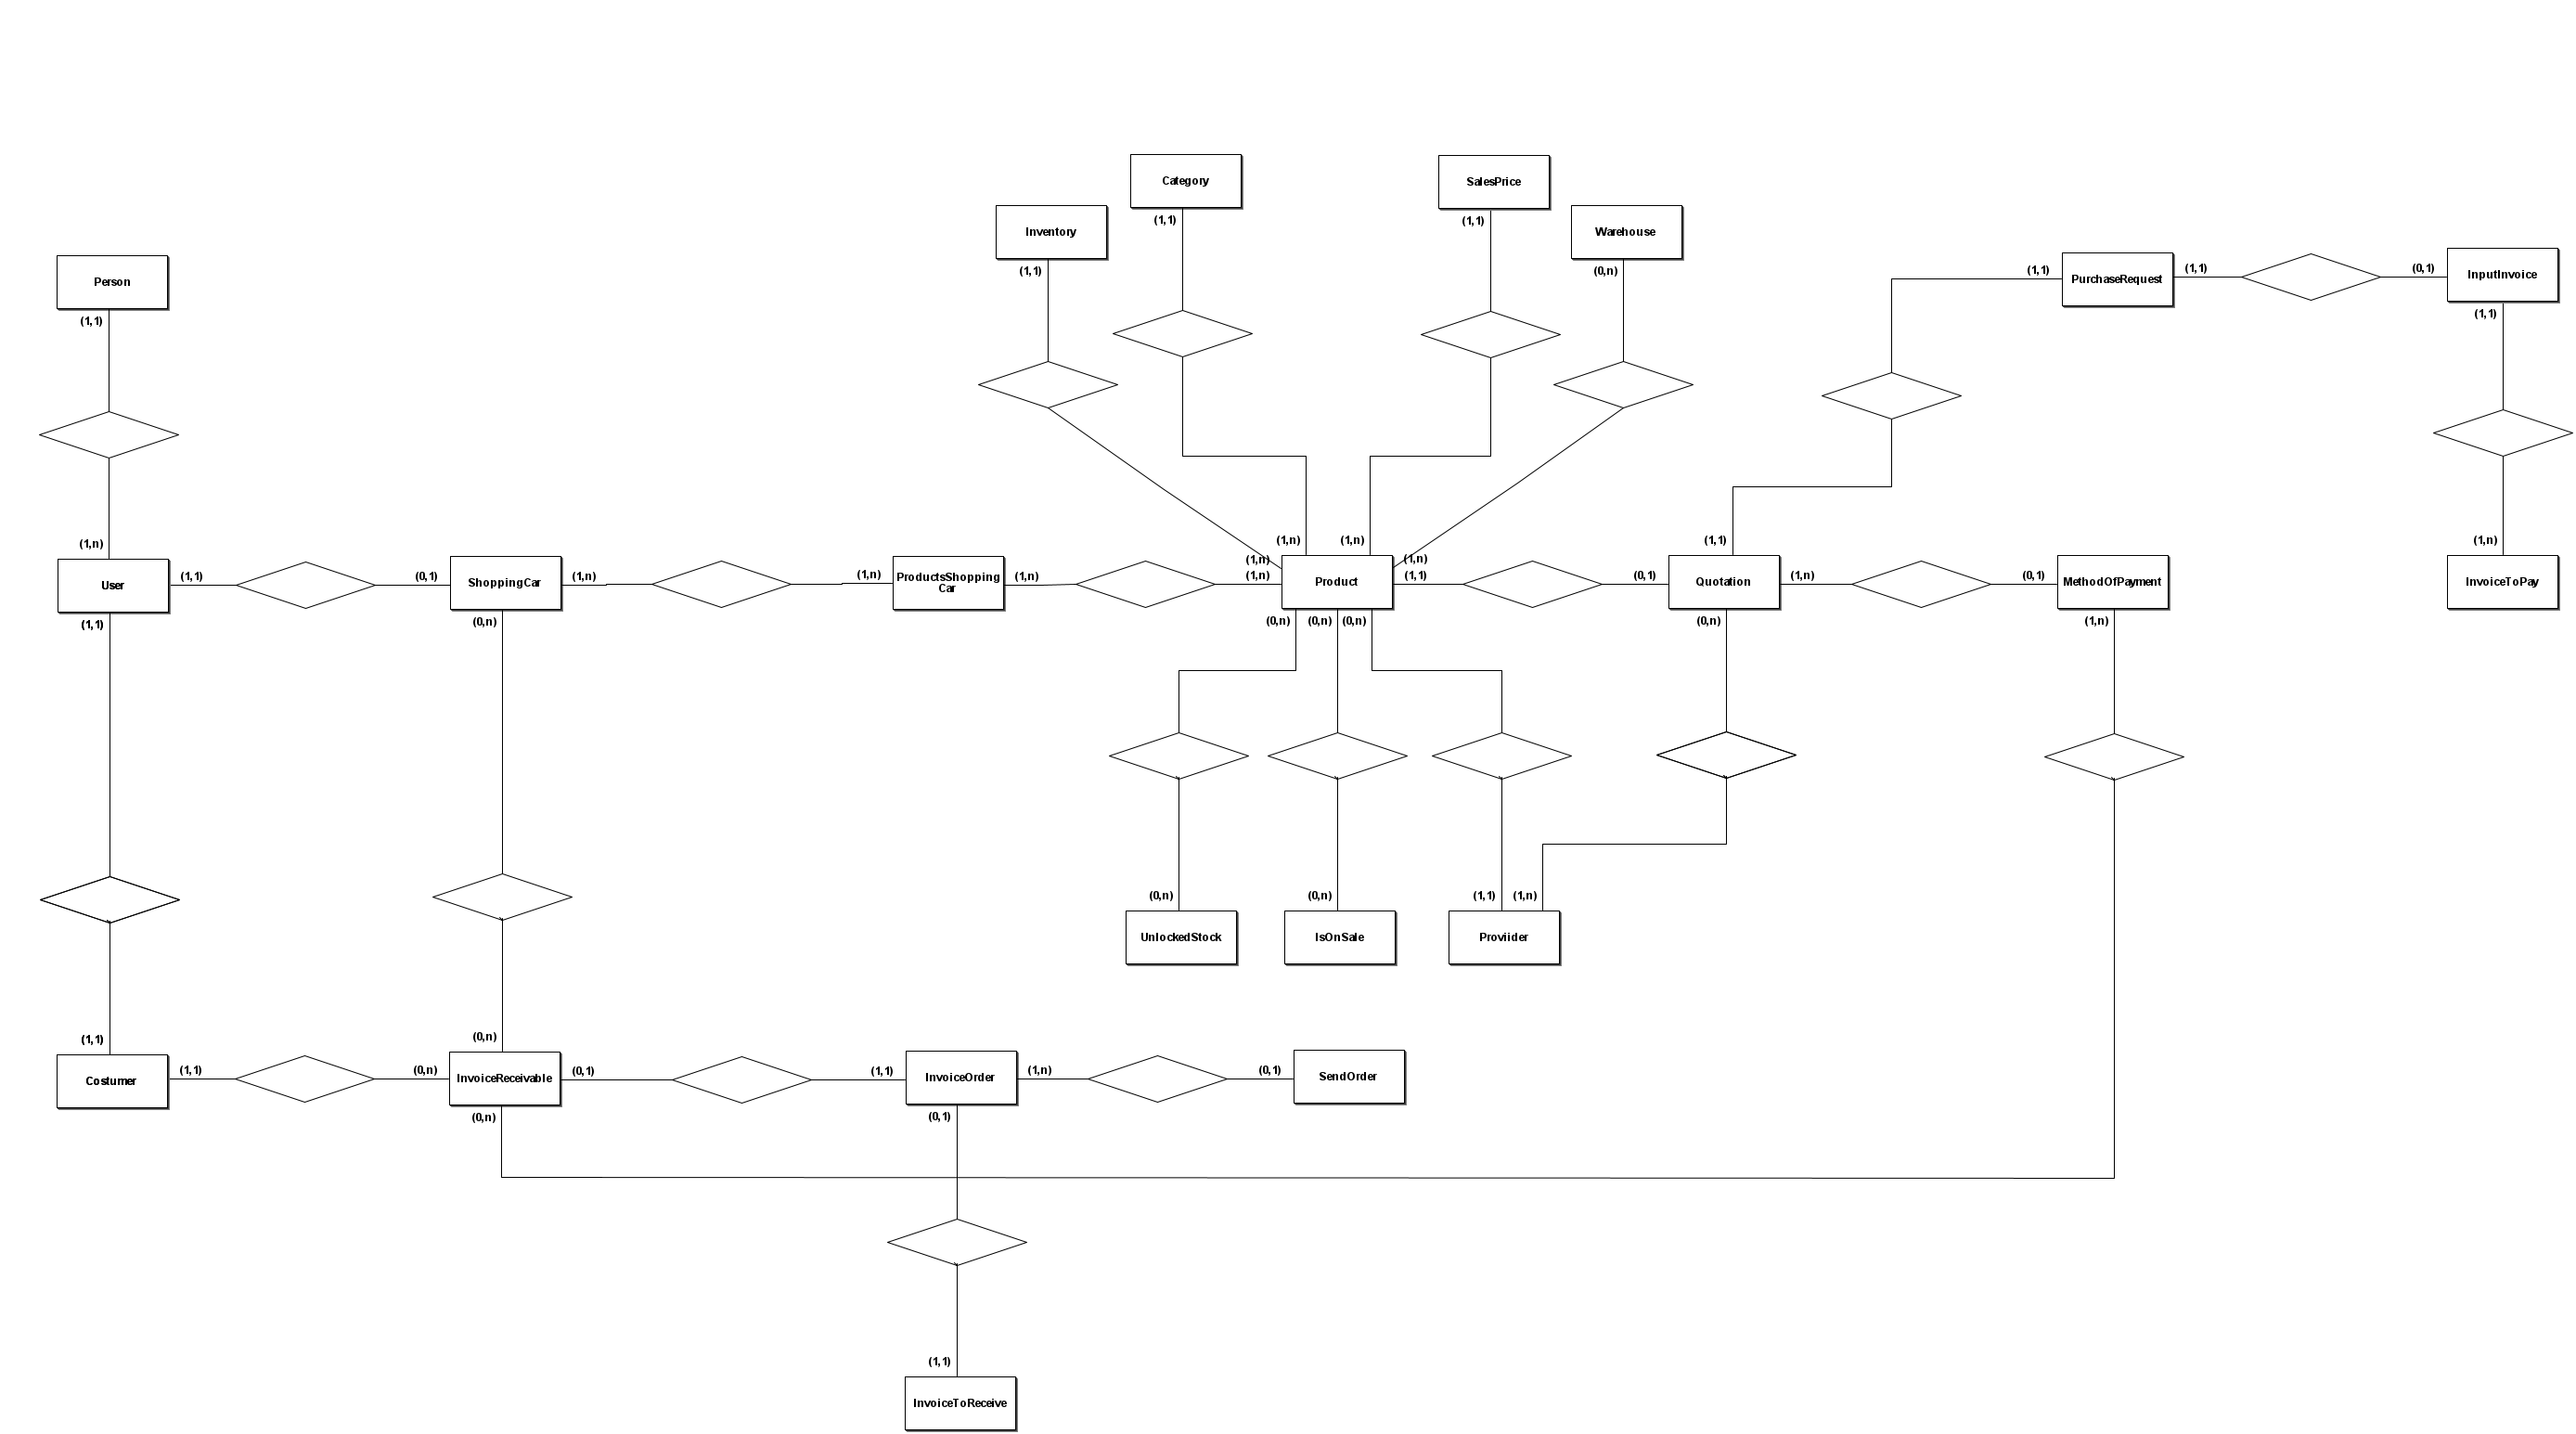 Category
SalesPrice
(1,1)
(1,1)
Inventory
Warehouse
(1,1)
(0,n)
Person
(1,1)
PurchaseRequest
(1,1)
(1,1)
(0,1)
InputInvoice
(1,1)
(1,n)
(1,n)
(1,n)
(1,n)
(1,n)
(1,1)
(1,n)
User
(1,1)
(0,1)
ShoppingCar
(1,n)
(1,n)
ProductsShopping
Car
(1,n)
(1,n)
Product
(1,1)
(0,1)
Quotation
(1,n)
(0,1)
MethodOfPayment
InvoiceToPay
(1,1)
(0,n)
(0,n)
(0,n)
(0,n)
(0,n)
(1,n)
(0,n)
(0,n)
(1,1)
(1,n)
UnlockedStock
IsOnSale
Proviider
(1,1)
(0,n)
Costumer
(1,1)
(0,n)
InvoiceReceivable
(0,1)
(1,1)
InvoiceOrder
(1,n)
(0,1)
SendOrder
(0,n)
(0,1)
(1,1)
InvoiceToReceive